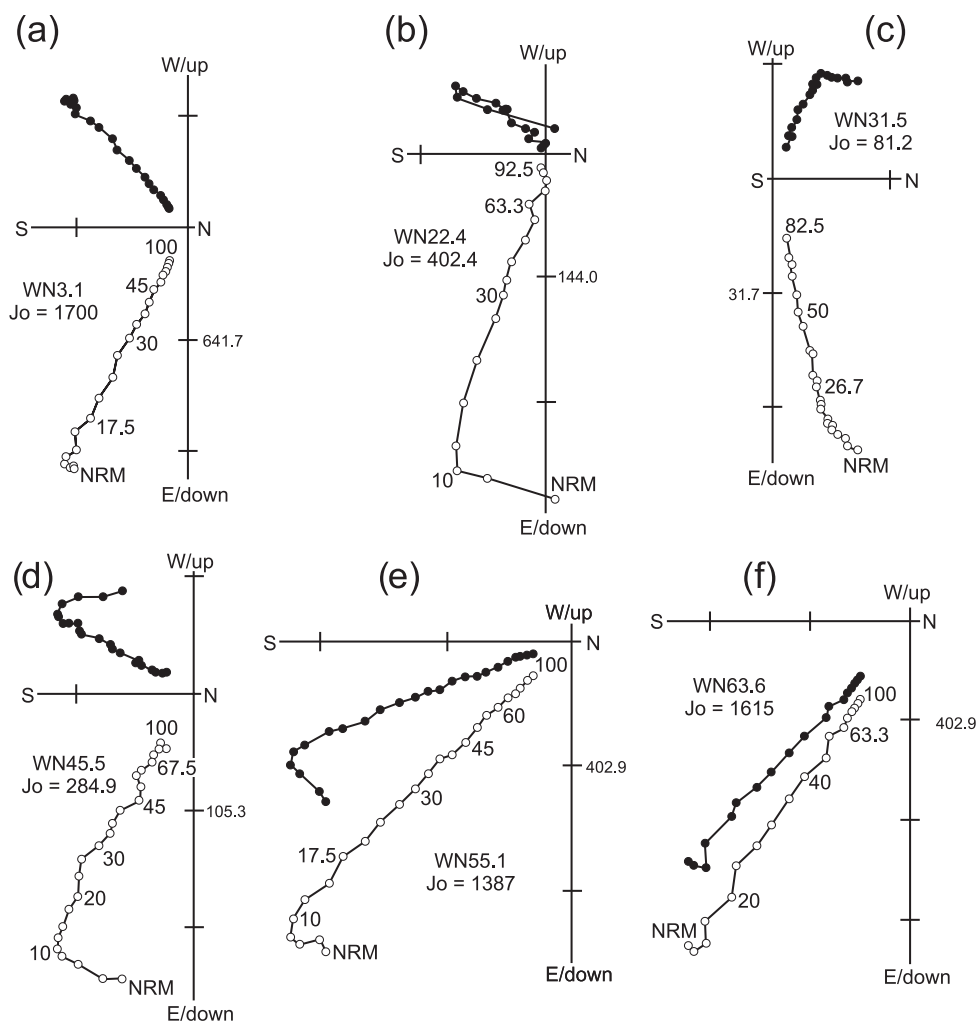 (a)
W/up
S
N
100
45
WN3.1
Jo = 1700
30
641.7
17.5
NRM
E/down
(b)
W/up
S
N
92.5
63.3
WN22.4
Jo = 402.4
144.0
30
10
NRM
E/down
(c)
W/up
WN31.5
Jo = 81.2
S
N
82.5
31.7
50
26.7
NRM
E/down
(d)
W/up
S
N
100
67.5
WN45.5
Jo = 284.9
45
105.3
30
20
10
NRM
E/down
(e)
W/up
S
N
100
60
45
402.9
30
17.5
WN55.1
Jo = 1387
10
NRM
E/down
(f)
W/up
S
N
WN63.6
Jo = 1615
100
402.9
63.3
40
20
NRM
E/down